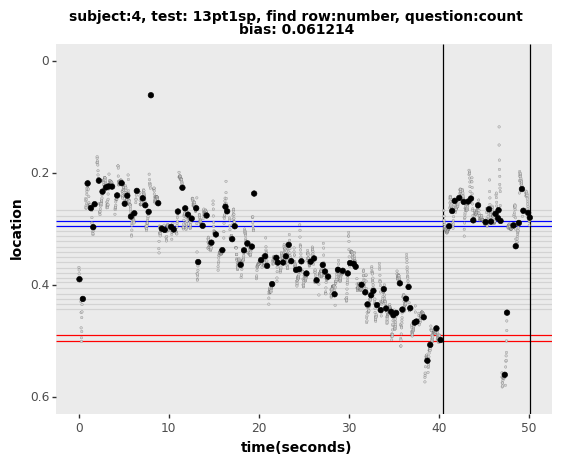 subject:4, test: 13pt1sp, find row:number, question:count
bias: 0.061214
0
0.2
0.4
0.6
location
0
10
20
30
40
50
time(seconds)